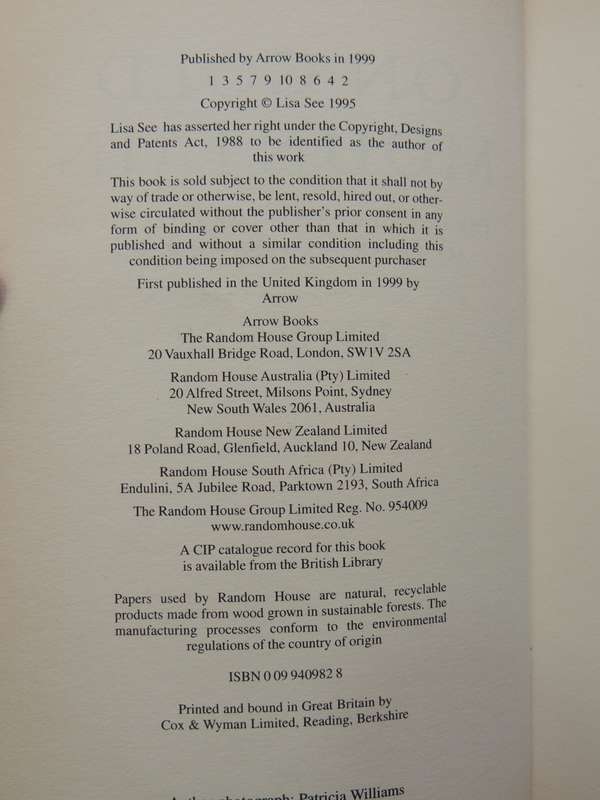 Published by Arrow Books in 1999
1 3 5 7 9 10 8 6 4 2
Copyright © Lisa See 1995
Lisa See has asserted her right under the Copyright, Designs
and Patents Act, 1988 to be identified as the author of
this work
This book is sold subject to the condition that it shall not by
way of trade or otherwise, be lent, resold, hired out, or other-
wise circulated without the publisher's prior consent in any
form of binding or cover other than that in which it is
published and without a similar condition including this
condition being imposed on the subsequent purchaser
First published in the United Kingdom in 1999 by
Arrow
Arrow Books
The Random House Group Limited
20 Vauxhall Bridge Road, London, SW1V 2SA
Random House Australia (Pty) Limited
20 Alfred Street, Milsons Point, Sydney
New South Wales 2061, Australia
Random House New Zealand Limited
18 Poland Road, Glenfield, Auckland 10, New Zealand
Random House South Africa (Pty) Limited
Endulini, 5A Jubilee Road, Parktown 2193, South Africa
The Random House Group Limited Reg. No. 954009
www.randomhouse.co.uk
A CIP catalogue record for this book
is available from the British Library
Papers used by Random House are natural, recyclable
products made from wood grown in sustainable forests. The
manufacturing processes conform to the environmental
regulations of the country of origin
ISBN 0 09 940982 8
Printed and bound in Great Britain by
Cox & Wyman Limited, Reading, Berkshire
Author photograph: Patricia Williams